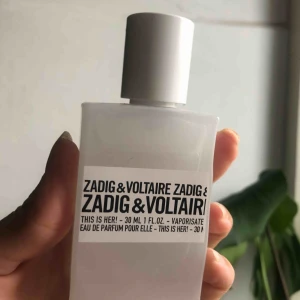 ZADIG & VOLTAIRE ZADIG &
ZADIG & VOLTAIRE
THIS IS HER! - 30 ML 1 FL.OZ. - VAPORISATE
EAU DE PARFUM POUR ELLE - THIS IS HER! - 30 M